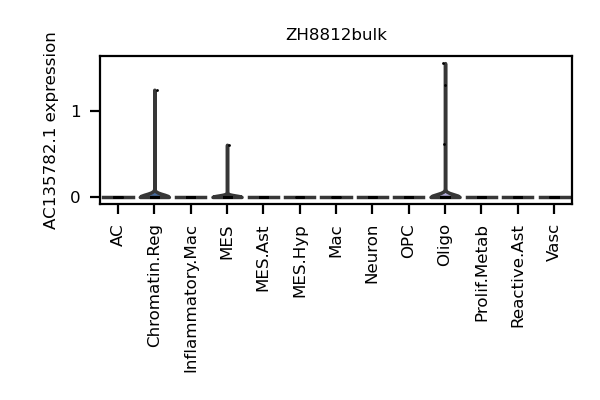 ZH8812bulk
AC135782.1 expression
1
0
AC
Chromatin.Reg
Inflammatory.Mac
MES
MES.Ast
MES.Hyp
Mac
Neuron
OPC
Oligo
Prolif.Metab
Reactive.Ast
Vasc